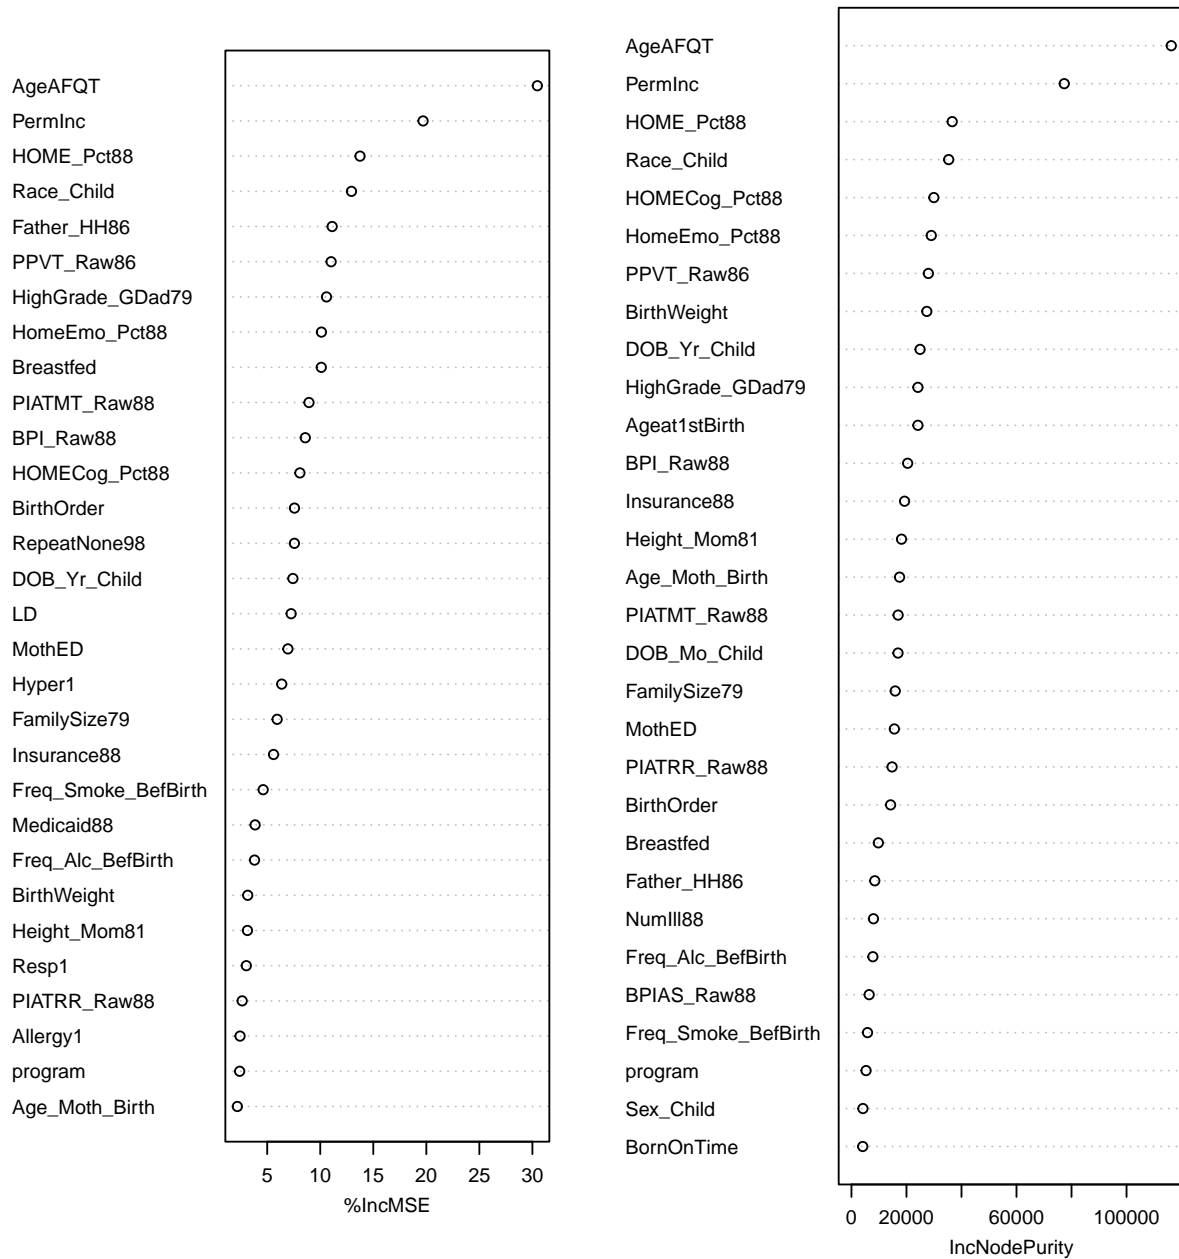 AgeAFQT
PermInc
HOME_Pct88
Race_Child
Father_HH86
PPVT_Raw86
HighGrade_GDad79
HomeEmo_Pct88
Breastfed
PIATMT_Raw88
BPI_Raw88
HOMECog_Pct88
BirthOrder
RepeatNone98
DOB_Yr_Child
LD
MothED
Hyper1
FamilySize79
Insurance88
Freq_Smoke_BefBirth
Medicaid88
Freq_Alc_BefBirth
BirthWeight
Height_Mom81
Resp1
PIATRR_Raw88
Allergy1
program
Age_Moth_Birth
5 10 15 20 25 30
%IncMSE
AgeAFQT
PermInc
HOME_Pct88
Race_Child
HOMECog_Pct88
HomeEmo_Pct88
PPVT_Raw86
BirthWeight
DOB_Yr_Child
HighGrade_GDad79
Ageat1stBirth
BPI_Raw88
Insurance88
Height_Mom81
Age_Moth_Birth
PIATMT_Raw88
DOB_Mo_Child
FamilySize79
MothED
PIATRR_Raw88
BirthOrder
Breastfed
Father_HH86
NumIll88
Freq_Alc_BefBirth
BPIAS_Raw88
Freq_Smoke_BefBirth
program
Sex_Child
BornOnTime
0 20000 60000 100000
IncNodePurity